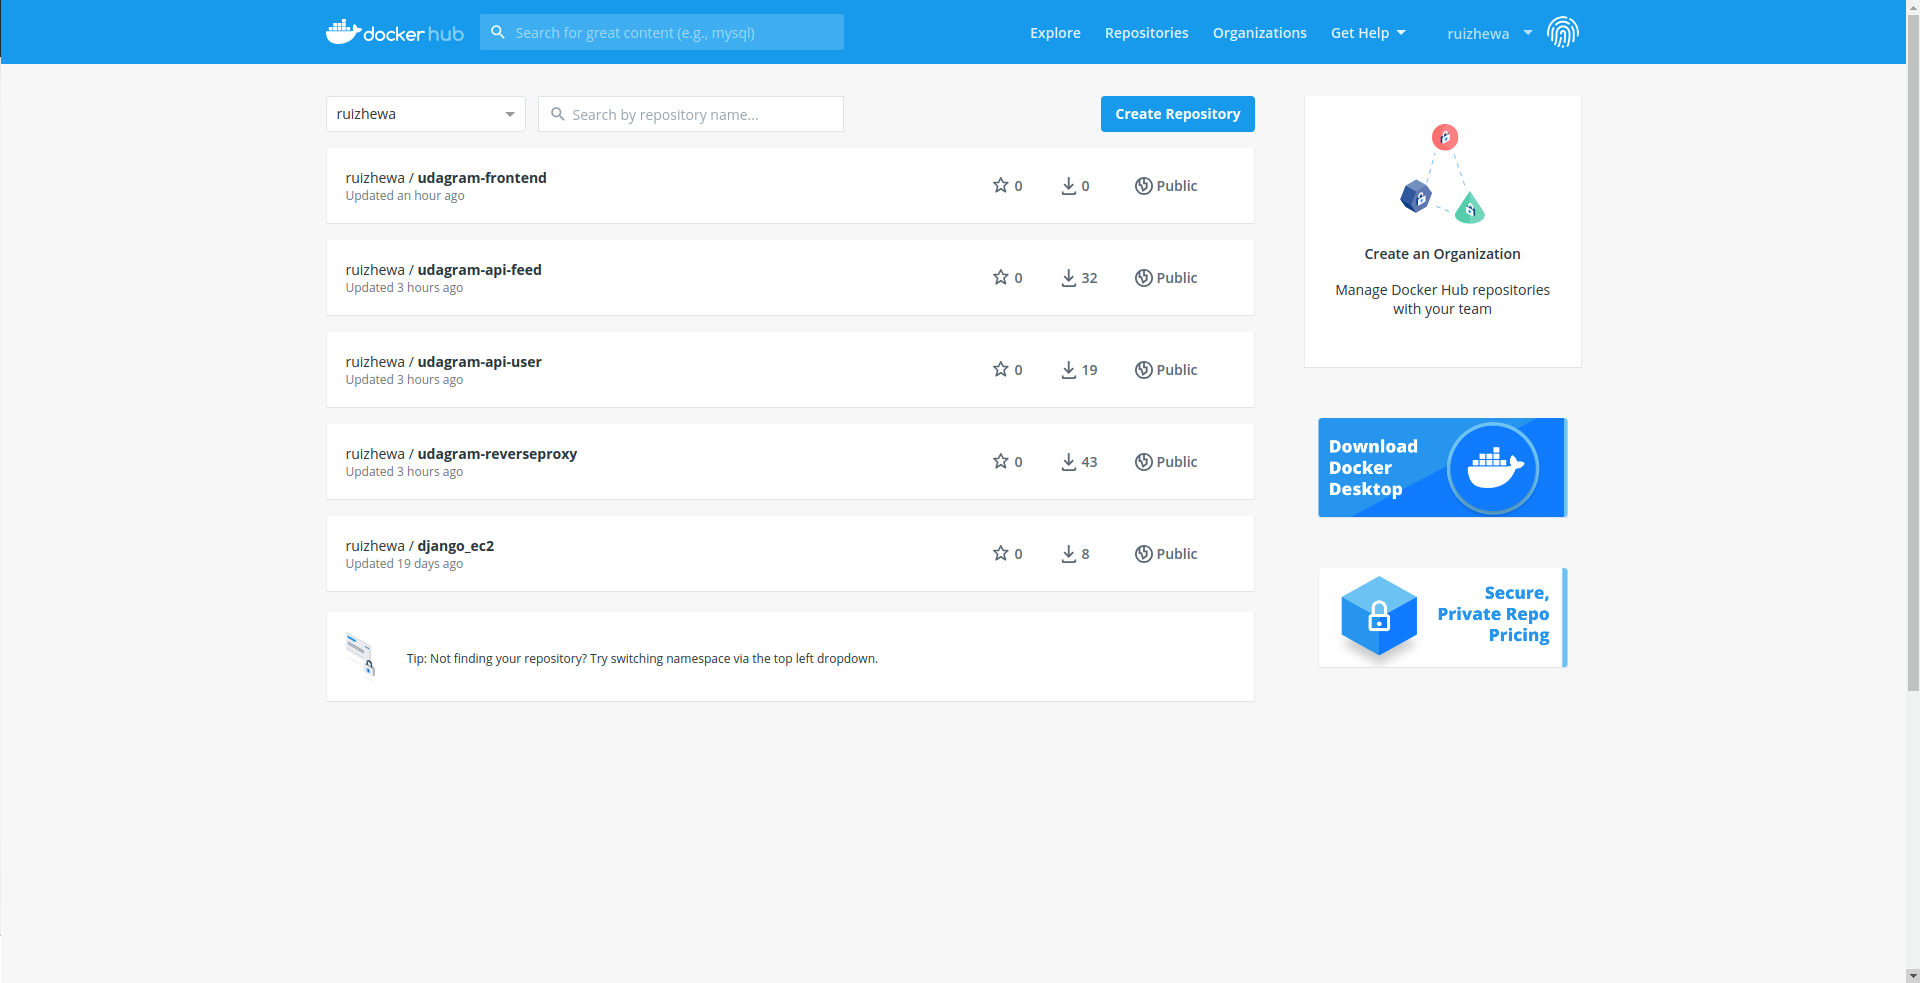 docker hub
Search for great content (e.g., mysql)
Explore
Repositories
Organizations
Get Help
ruizhewa
ruizhewa
Search by repository name...
Create Repository
ruizhewa / udagram-frontend
Updated an hour ago
0
0
Public
ruizhewa / udagram-api-feed
Updated 3 hours ago
0
32
Public
ruizhewa / udagram-api-user
Updated 3 hours ago
0
19
Public
ruizhewa / udagram-reverseproxy
Updated 3 hours ago
0
43
Public
ruizhewa / django_ec2
Updated 19 days ago
0
8
Public
Tip: Not finding your repository? Try switching namespace via the top left dropdown.
Create an Organization
Manage Docker Hub repositories
with your team
Download
Docker
Desktop
Secure,
Private Repo
Pricing